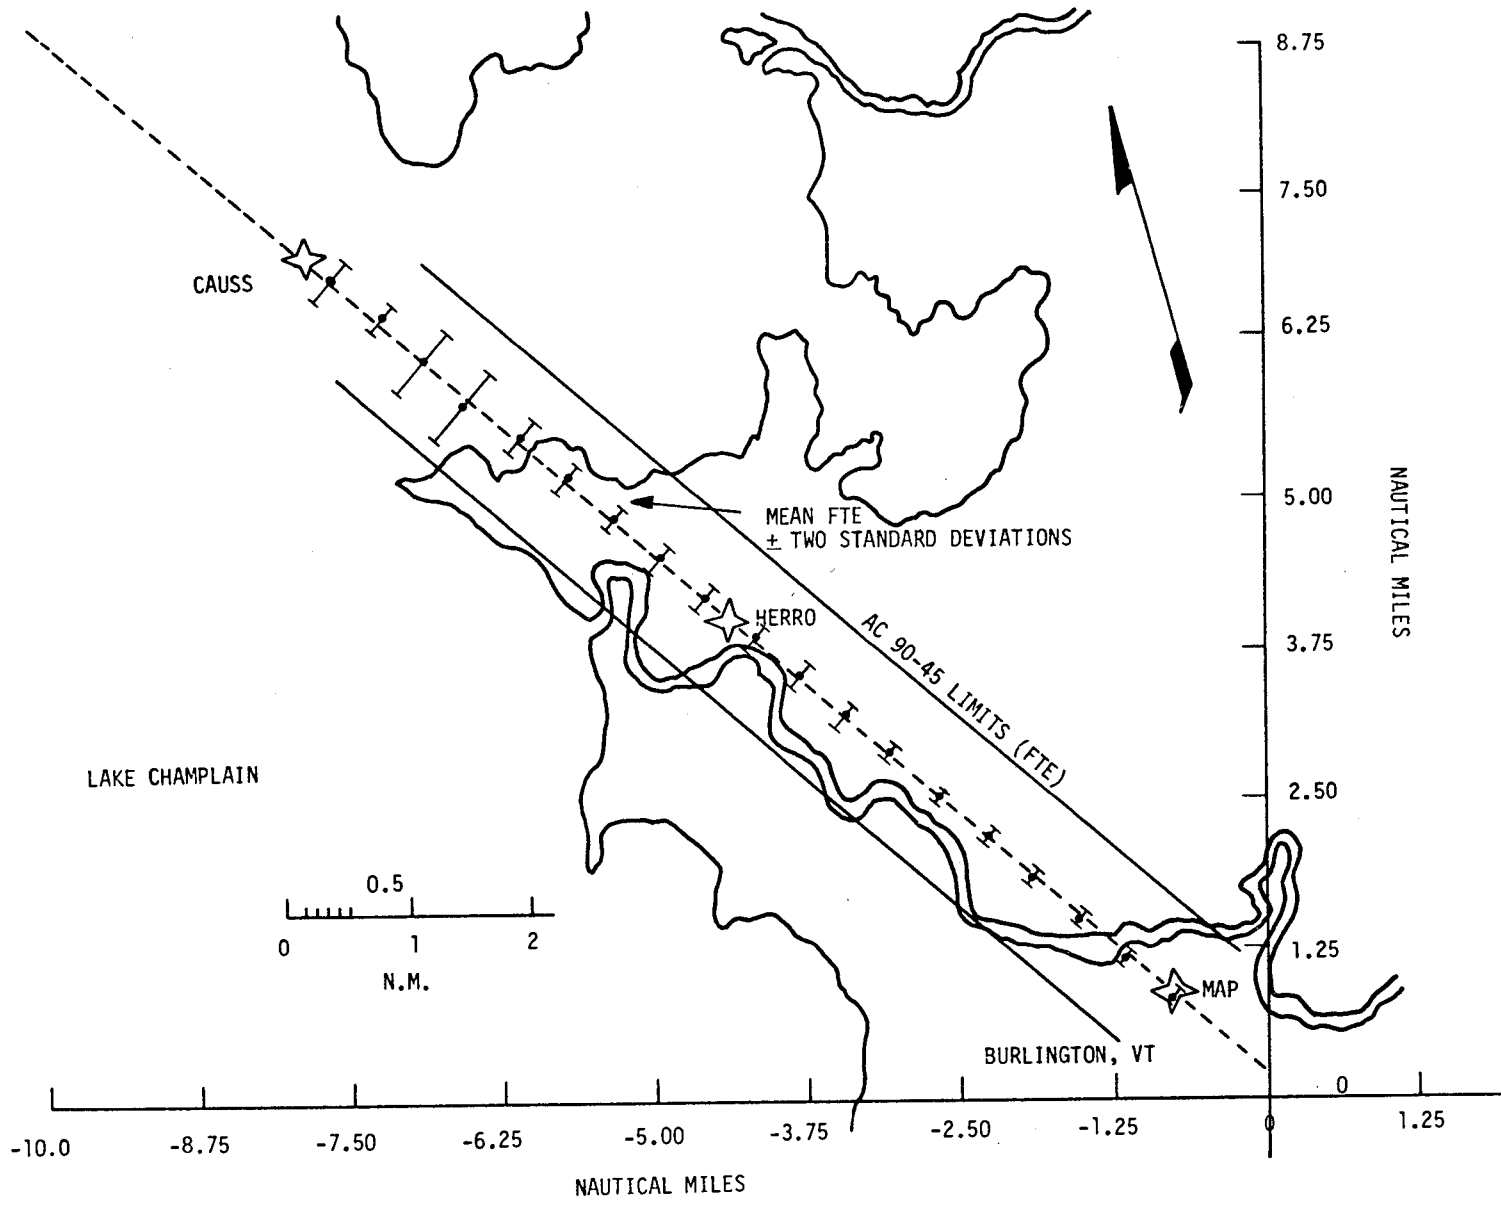 8.75
7.50
CAUSS
6.25
5.00
MEAN FTE
± TWO STANDARD DEVIATIONS
NAUTICAL MILES
HERRO
AC 90-45 LIMITS (FTE)
3.75
LAKE CHAMPLAIN
2.50
0.5
0 1 2
N.M.
1.25
MAP
BURLINGTON, VT
0
-10.0 -8.75 -7.50 -6.25 -5.00 -3.75 -2.50 -1.25 0 1.25
NAUTICAL MILES